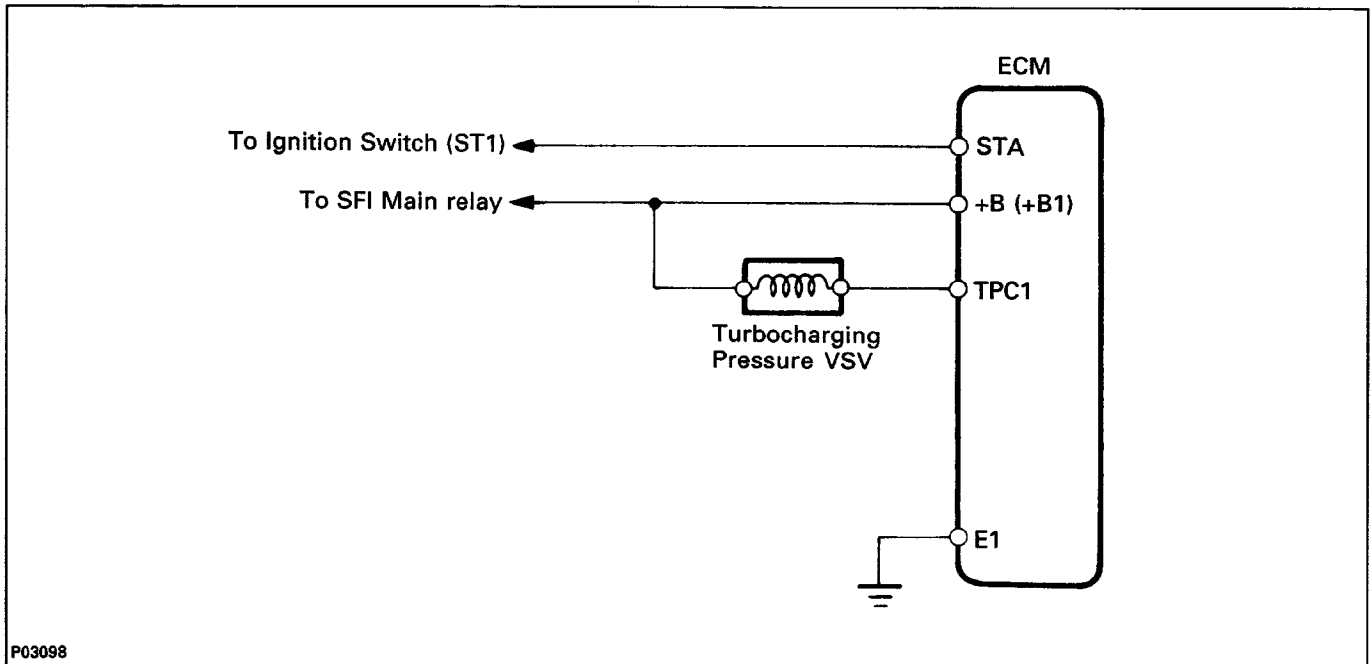 ECM
To Ignition Switch (ST1)
STA
To SFI Main relay
+B (+B1)
TPC1
Turbocharging
Pressure VSV
E1
P03098